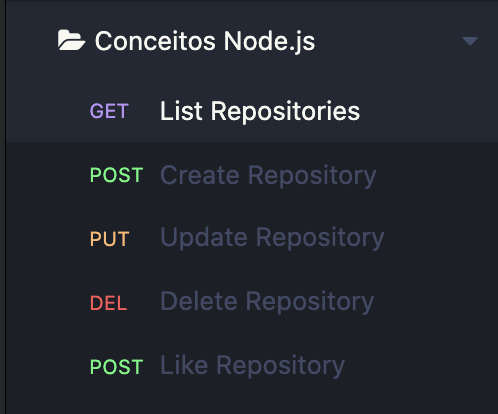 Conceitos Node.js
GET List Repositories
POST Create Repository
PUT Update Repository
DEL Delete Repository
POST Like Repository